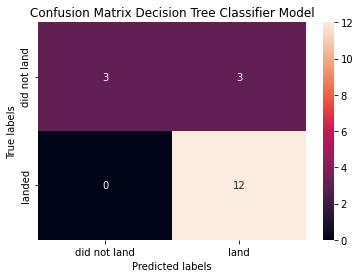 Confusion Matrix Decision Tree Classifier Model
did not land
landed
True labels
3
3
0
12
did not land
land
Predicted labels
12
10
8
6
4
2
0